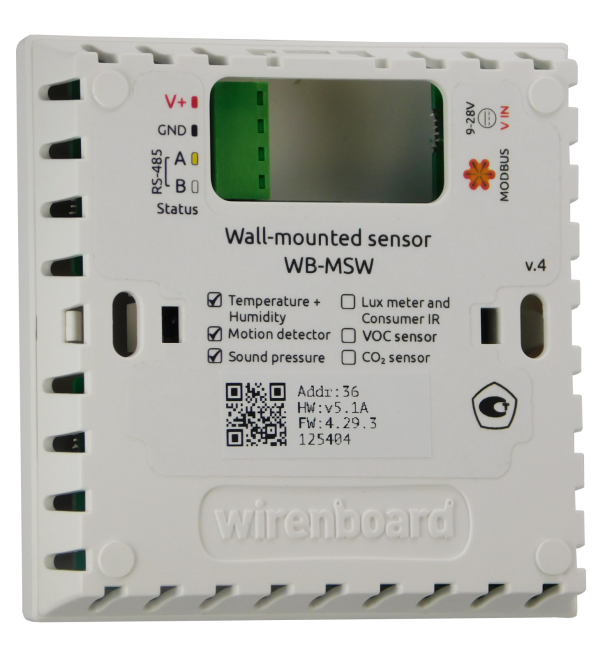 V+
GND
RS-485
A
B
Status
9-28V
V IN
MODBUS
Wall-mounted sensor
WB-MSW
v.4
Temperature +
Humidity
Motion detector
Sound pressure
Lux meter and
Consumer IR
VOC sensor
CO₂ sensor
Addr:36
HW:v5.1A
FW:4.29.3
125404
wirenboard